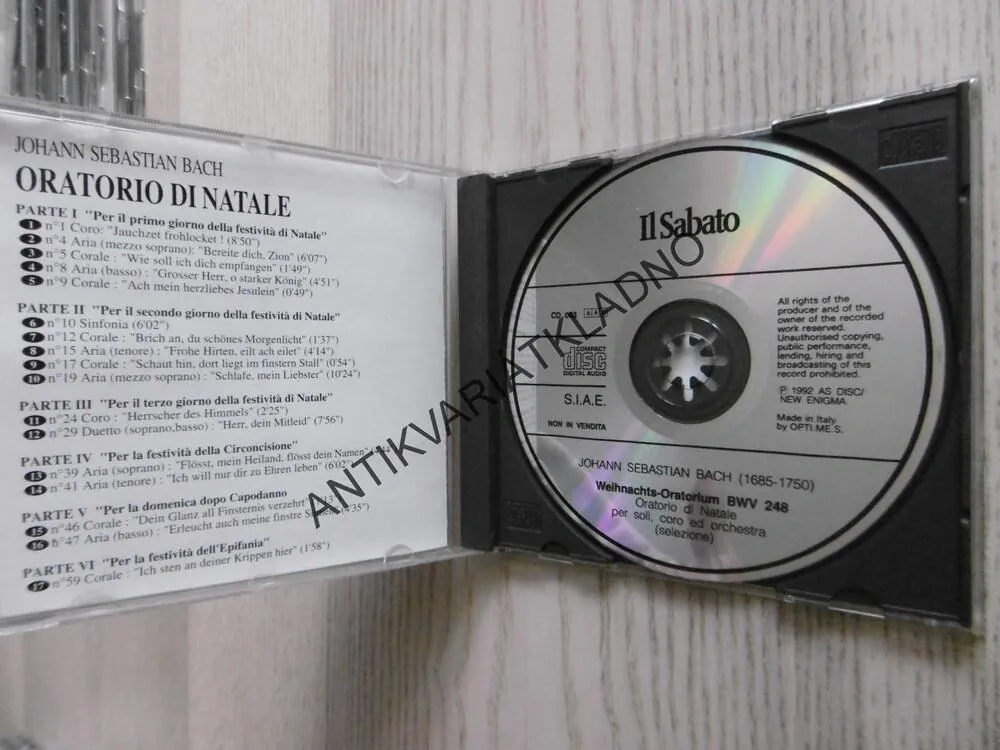 JOHANN SEBASTIAN BACH
ORATORIO DI NATALE
PARTE I "Per il primo giorno della festività di Natale"
1 n°1 Coro: "Jauchzet frohlocket ! (8'50")
2 n°4 Aria (mezzo soprano): "Bereite dich, Zion" (6'07")
3 n°5 Corale : "Wie soll ich dich empfangen" (1'49")
4 n°8 Aria (basso) : "Grosser Herr, o starker König" (4'51")
5 n°9 Corale : "Ach mein herzliebes Jesulein" (0'49")
PARTE II "Per il secondo giorno della festività di Natale"
6 n°10 Sinfonia (6'02")
7 n°12 Corale : "Brich an, du schönes Morgenlicht" (1'37")
8 n°15 Aria (tenore) : "Frohe Hirten, eilt ach eilet" (4'14")
9 n°17 Corale : "Schaut hin, dort liegt im finstern Stall" (0'54")
10 n°19 Aria (mezzo soprano) : "Schlafe, mein Liebster" (10'24")
PARTE III "Per il terzo giorno della festività di Natale"
11 n°24 Coro : "Herrscher des Himmels" (2'25")
12 n°29 Duetto (soprano,basso) : "Herr, dein Mitleid" (7'56")
PARTE IV "Per la festività della Circoncisione"
13 n°39 Aria (soprano) : "Flösst, mein Heiland, flösst dein Namen"
14 n°41 Aria (tenore) : "Ich will nur dir zu Ehren leben" (6'02")
PARTE V "Per la domenica dopo Capodanno
15 n°46 Corale : "Dein Glanz all Finsternis verzehrt"
16 n°47 Aria (basso) : "Erleucht auch meine finstre
PARTE VI "Per la festività dell'Epifania"
17 n°59 Corale : "Ich sten an deiner Krippen hier" (1'58")
ANTIKVARIATKLADNO
Il Sabato
CD 003 AAD
COMPACT
disc
DIGITAL AUDIO
S.I.A.E.
NON IN VENDITA
All rights of the
producer and of the
owner of the recorded
work reserved.
Unauthorised copying,
public performance,
lending, hiring and
broadcasting of this
record prohibited.
℗ 1992 AS DISC/
NEW ENIGMA
Made in Italy
by OPTI.ME.S.
JOHANN SEBASTIAN BACH (1685-1750)
Weihnachts-Oratorium BWV 248
Oratorio di Natale
per soli, coro ed orchestra
(selezione)